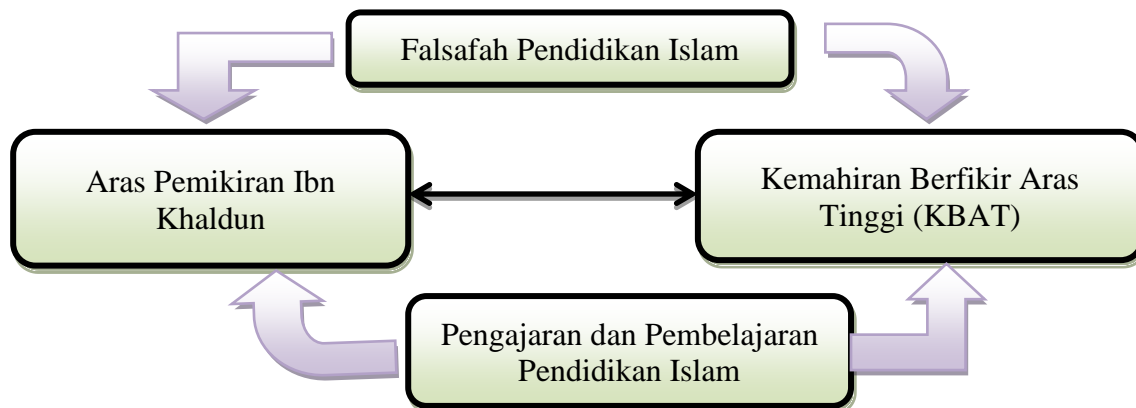 Falsafah Pendidikan Islam
Aras Pemikiran Ibn
Khaldun
Kemahiran Berfikir Aras
Tinggi (KBAT)
Pengajaran dan Pembelajaran
Pendidikan Islam